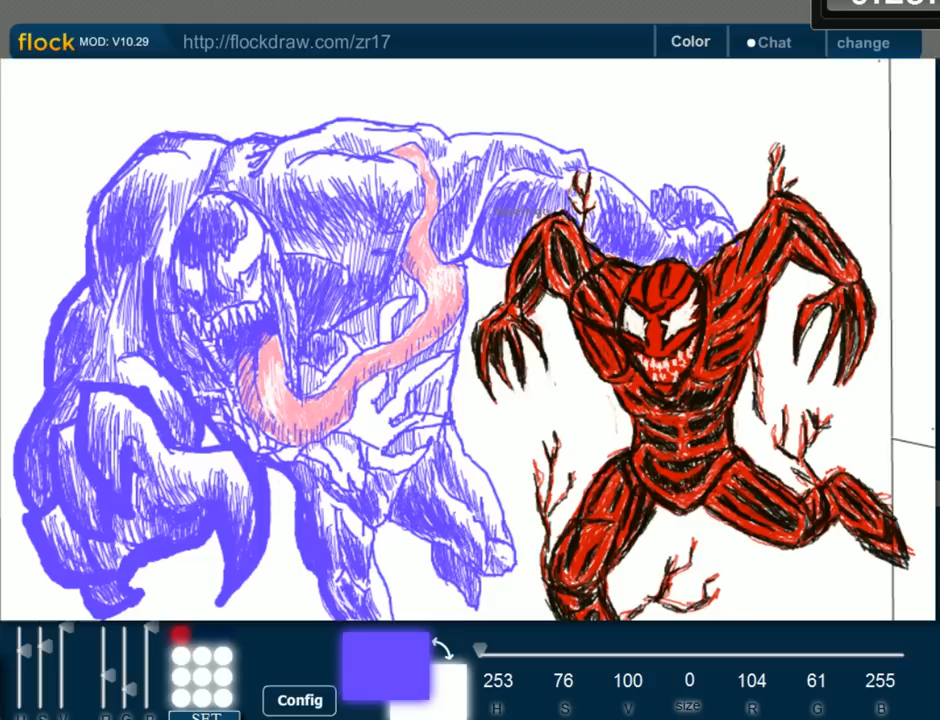 flock MOD: V10.29 http://flockdraw.com/zr17 Color Chat change
Config
SET
253 76 100 0 104 61 255
H S V size R G B